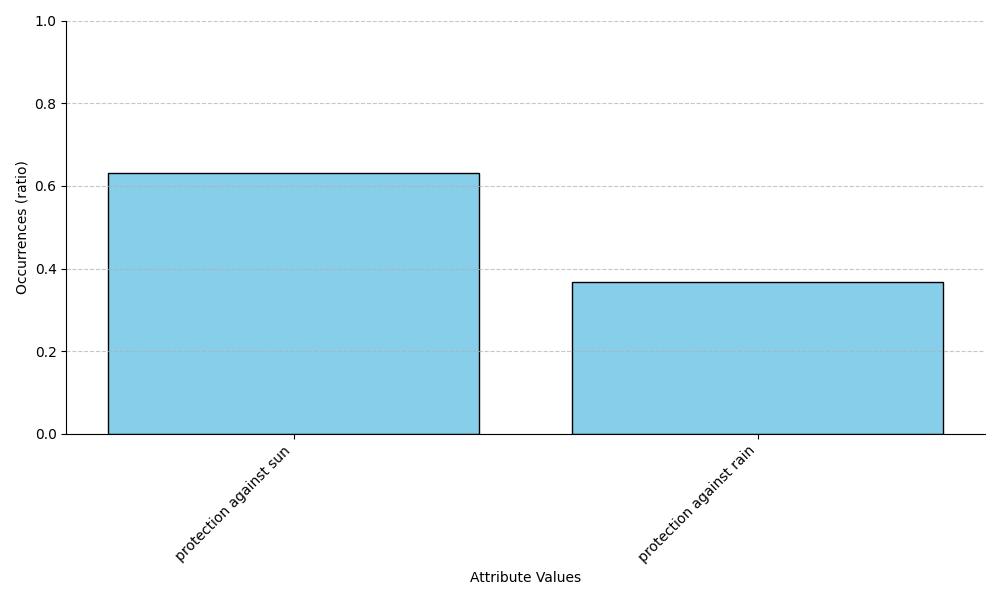 1.0
0.8
0.6
0.4
0.2
0.0
Occurrences (ratio)
protection against sun
protection against rain
Attribute Values